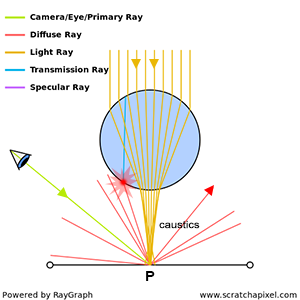 Camera/Eye/Primary Ray
Diffuse Ray
Light Ray
Transmission Ray
Specular Ray
caustics
P
Powered by RayGraph
www.scratchapixel.com